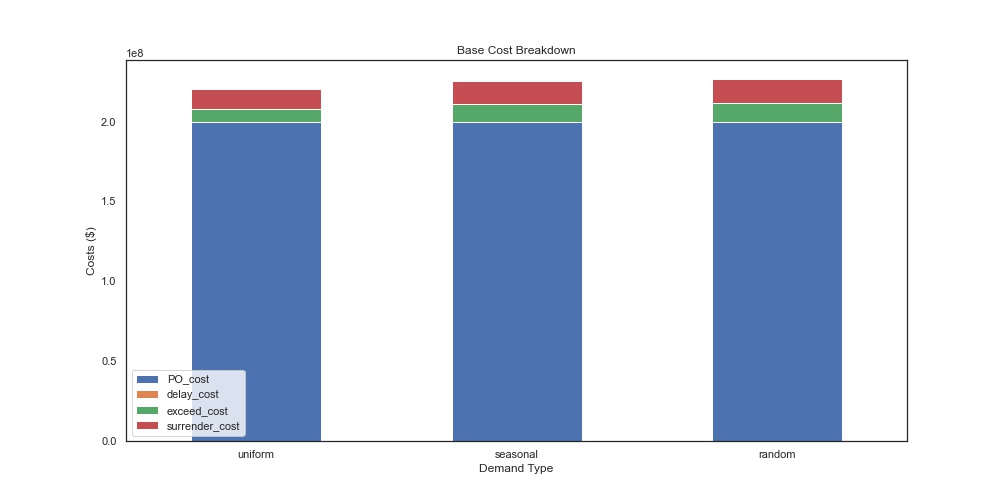 Base Cost Breakdown
1e8
2.0
1.5
1.0
0.5
0.0
Costs ($)
PO_cost
delay_cost
exceed_cost
surrender_cost
uniform seasonal random
Demand Type